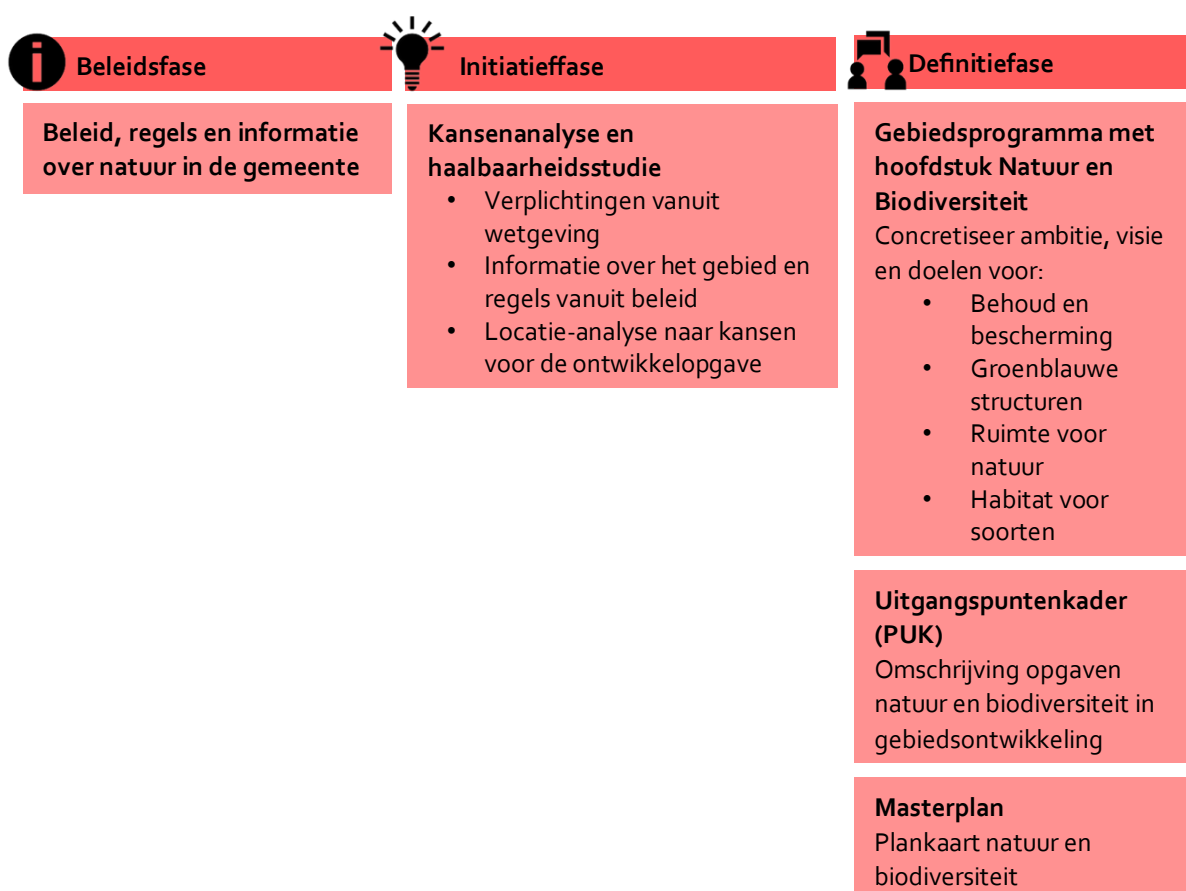 Beleidsfase
Beleid, regels en informatie
over natuur in de gemeente
Initiatieffase
Kansenanalyse en
haalbaarheidsstudie
• Verplichtingen vanuit
wetgeving
• Informatie over het gebied en
regels vanuit beleid
• Locatie-analyse naar kansen
voor de ontwikkelopgave
Definitiefase
Gebiedsprogramma met
hoofdstuk Natuur en
Biodiversiteit
Concretiseer ambitie, visie
en doelen voor:
• Behoud en
bescherming
• Groenblauwe
structuren
• Ruimte voor
natuur
• Habitat voor
soorten
Uitgangspuntenkader
(PUK)
Omschrijving opgaven
natuur en biodiversiteit in
gebiedsontwikkeling
Masterplan
Plankaart natuur en
biodiversiteit